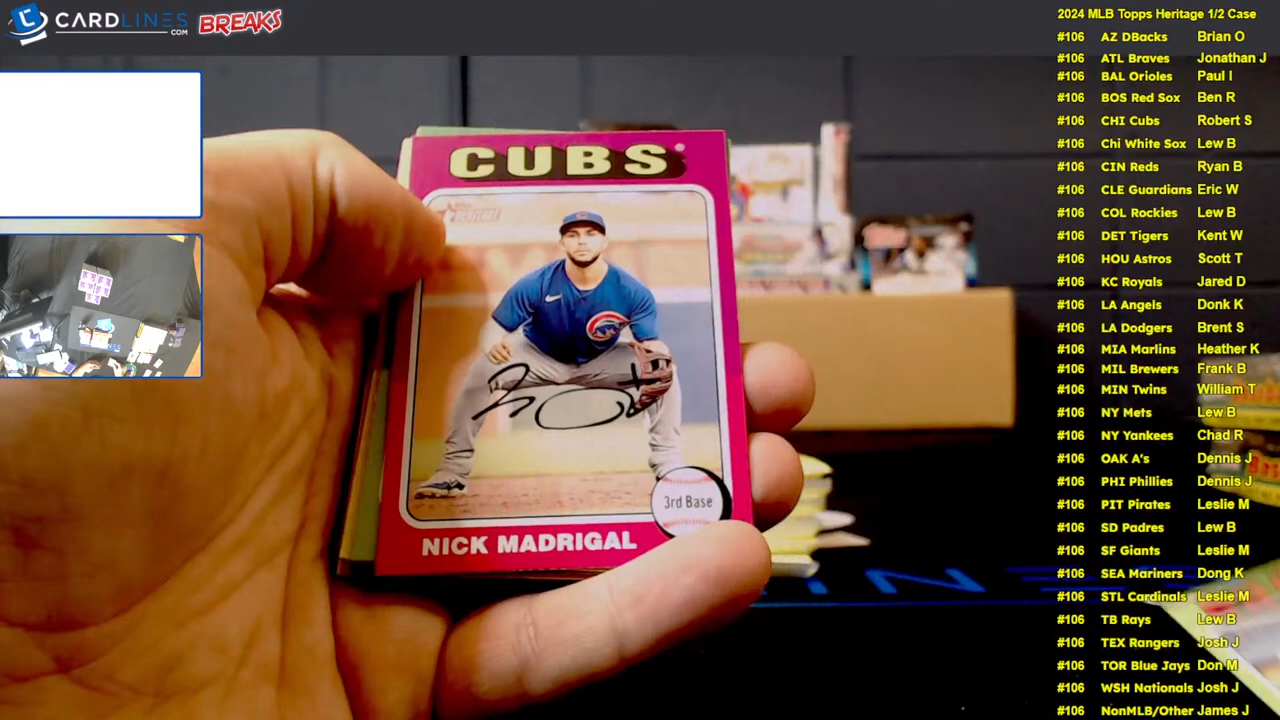 CARDLINES
.COM
BREAKS
CUBS
HERITAGE
3rd Base
NICK MADRIGAL
2024 MLB Topps Heritage 1/2 Case
#106 AZ DBacks Brian O
#106 ATL Braves Jonathan J
#106 BAL Orioles Paul I
#106 BOS Red Sox Ben R
#106 CHI Cubs Robert S
#106 Chi White Sox Lew B
#106 CIN Reds Ryan B
#106 CLE Guardians Eric W
#106 COL Rockies Lew B
#106 DET Tigers Kent W
#106 HOU Astros Scott T
#106 KC Royals Jared D
#106 LA Angels Donk K
#106 LA Dodgers Brent S
#106 MIA Marlins Heather K
#106 MIL Brewers Frank B
#106 MIN Twins William T
#106 NY Mets Lew B
#106 NY Yankees Chad R
#106 OAK A's Dennis J
#106 PHI Phillies Dennis J
#106 PIT Pirates Leslie M
#106 SD Padres Lew B
#106 SF Giants Leslie M
#106 SEA Mariners Dong K
#106 STL Cardinals Leslie M
#106 TB Rays Lew B
#106 TEX Rangers Josh J
#106 TOR Blue Jays Don M
#106 WSH Nationals Josh J
#106 NonMLB/Other James J